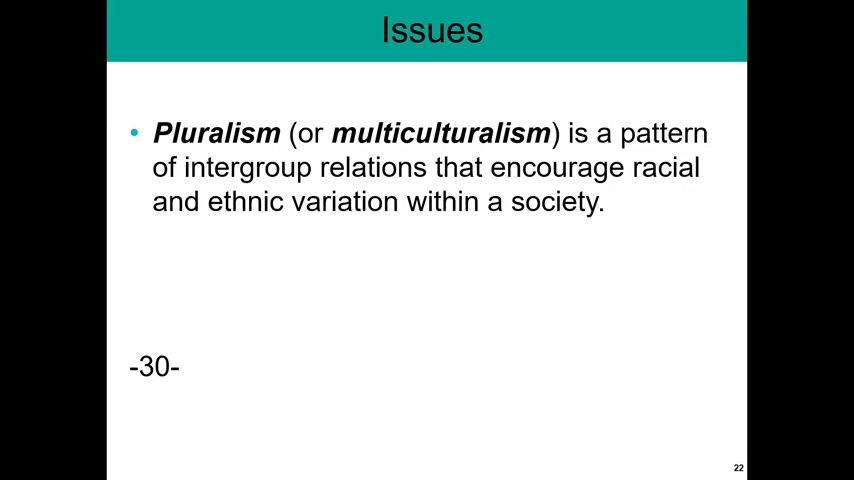 Issues
• Pluralism (or multiculturalism) is a pattern
of intergroup relations that encourage racial
and ethnic variation within a society.
-30-
22